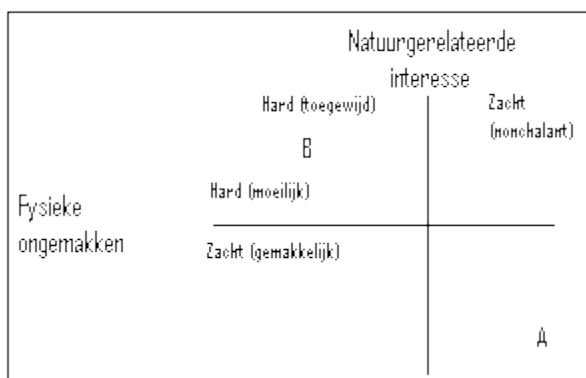 Natuurgerelateerde
interesse
Hard (toegewijd)
Zacht
(nonchalant)
B
Hard (moeilijk)
Fysieke
ongemakken
Zacht (gemakkelijk)
A